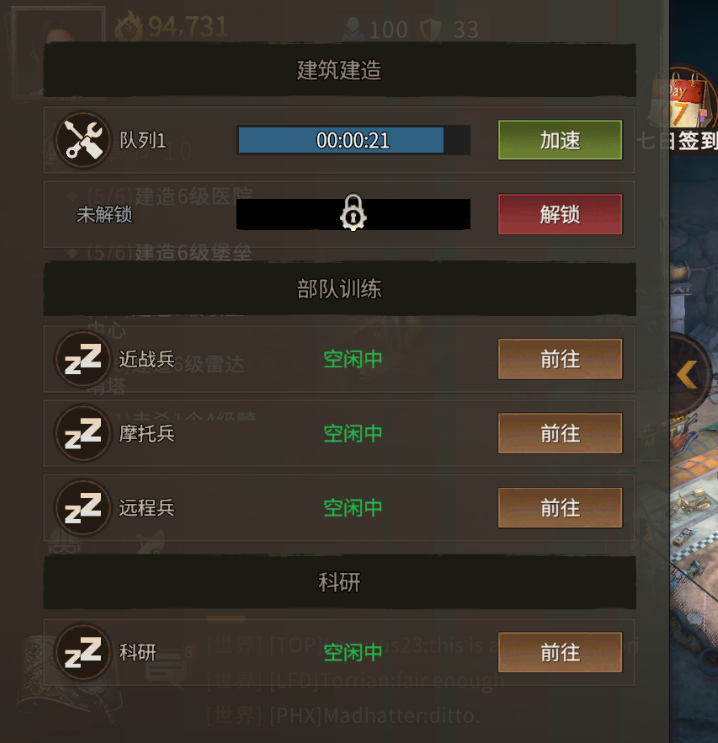 94,731
100
33
建筑建造
Day
7
七日签到
队列1
00:00:21
加速
(5/6)建造6级医院
未解锁
解锁
(5/6)建造6级堡垒
部队训练
中心
近战兵
空闲中
前往
6级雷达
哨塔
摩托兵
空闲中
前往
远程兵
空闲中
前往
科研
科研
空闲中
前往
[世界] [TOP]
[世界] [LFD]Torrian:fair enough
[世界] [PHX]Madhatter:ditto.